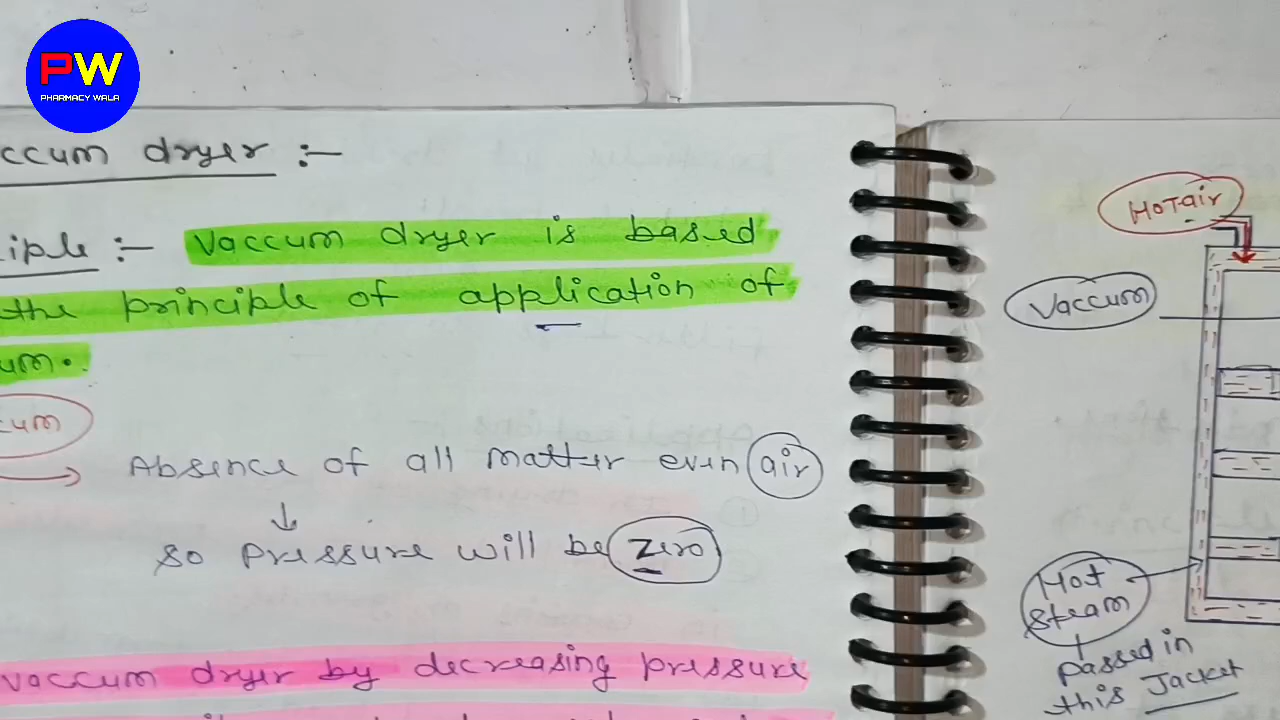 PW
PHARMACY WALA
ccum dryer :-
iple :- Vaccum dryer is based
the principle of application of
um.
cum
→ Absence of all matter even air
↓
so pressure will be zero
vaccum dryer by decreasing pressure
HOT air
Vaccum
Hot
steam
passed in
this Jacket